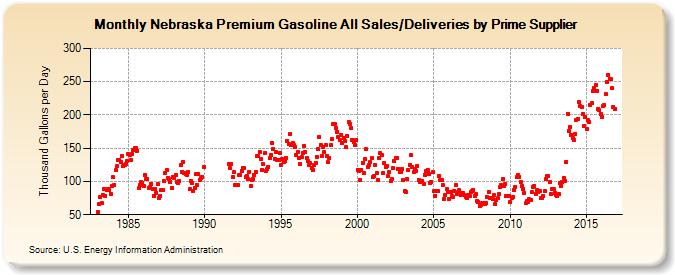 Monthly Nebraska Premium Gasoline All Sales/Deliveries by Prime Supplier
Thousand Gallons per Day
300
250
200
150
100
50
1985 1990 1995 2000 2005 2010 2015
Source: U.S. Energy Information Administration